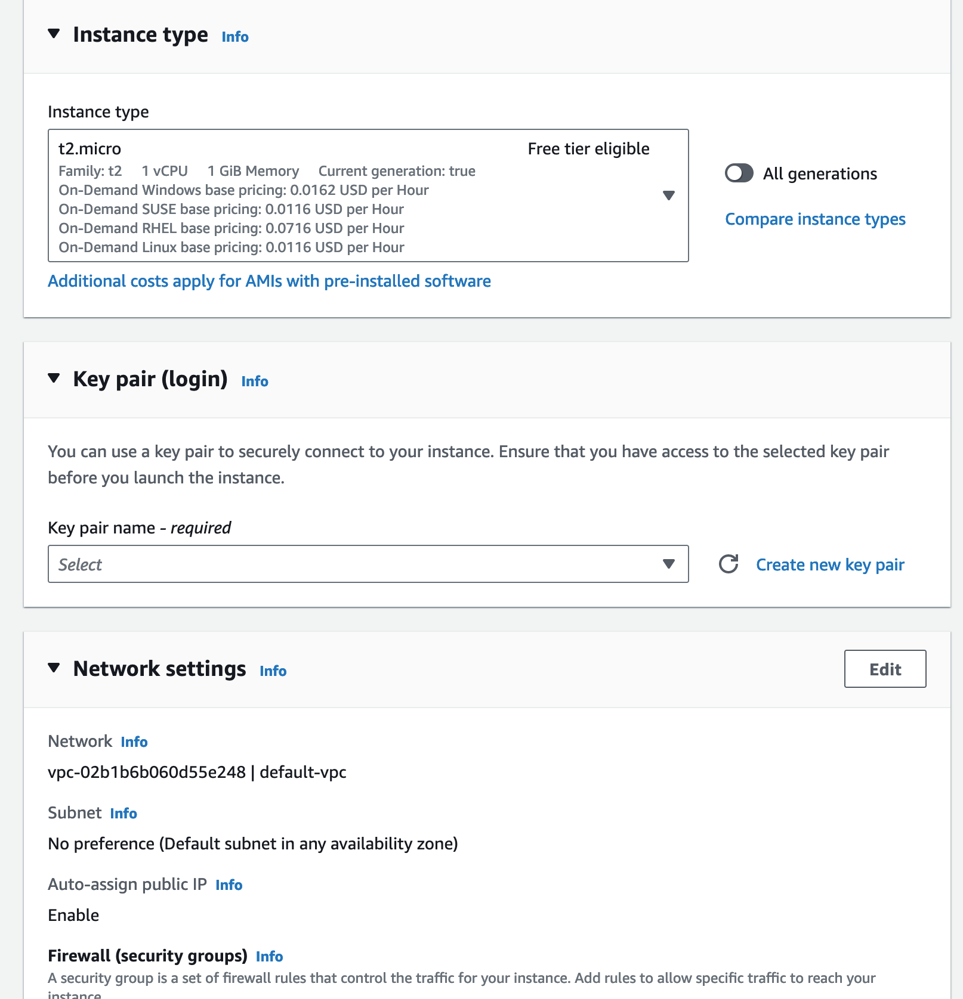 Instance type Info
Instance type
t2.micro Free tier eligible
Family: t2 1 vCPU 1 GiB Memory Current generation: true
On-Demand Windows base pricing: 0.0162 USD per Hour
On-Demand SUSE base pricing: 0.0116 USD per Hour
On-Demand RHEL base pricing: 0.0716 USD per Hour
On-Demand Linux base pricing: 0.0116 USD per Hour
All generations
Compare instance types
Additional costs apply for AMIs with pre-installed software
Key pair (login) Info
You can use a key pair to securely connect to your instance. Ensure that you have access to the selected key pair
before you launch the instance.
Key pair name - required
Select
Create new key pair
Network settings Info
Edit
Network Info
vpc-02b1b6b060d55e248 | default-vpc
Subnet Info
No preference (Default subnet in any availability zone)
Auto-assign public IP Info
Enable
Firewall (security groups) Info
A security group is a set of firewall rules that control the traffic for your instance. Add rules to allow specific traffic to reach your
instance.